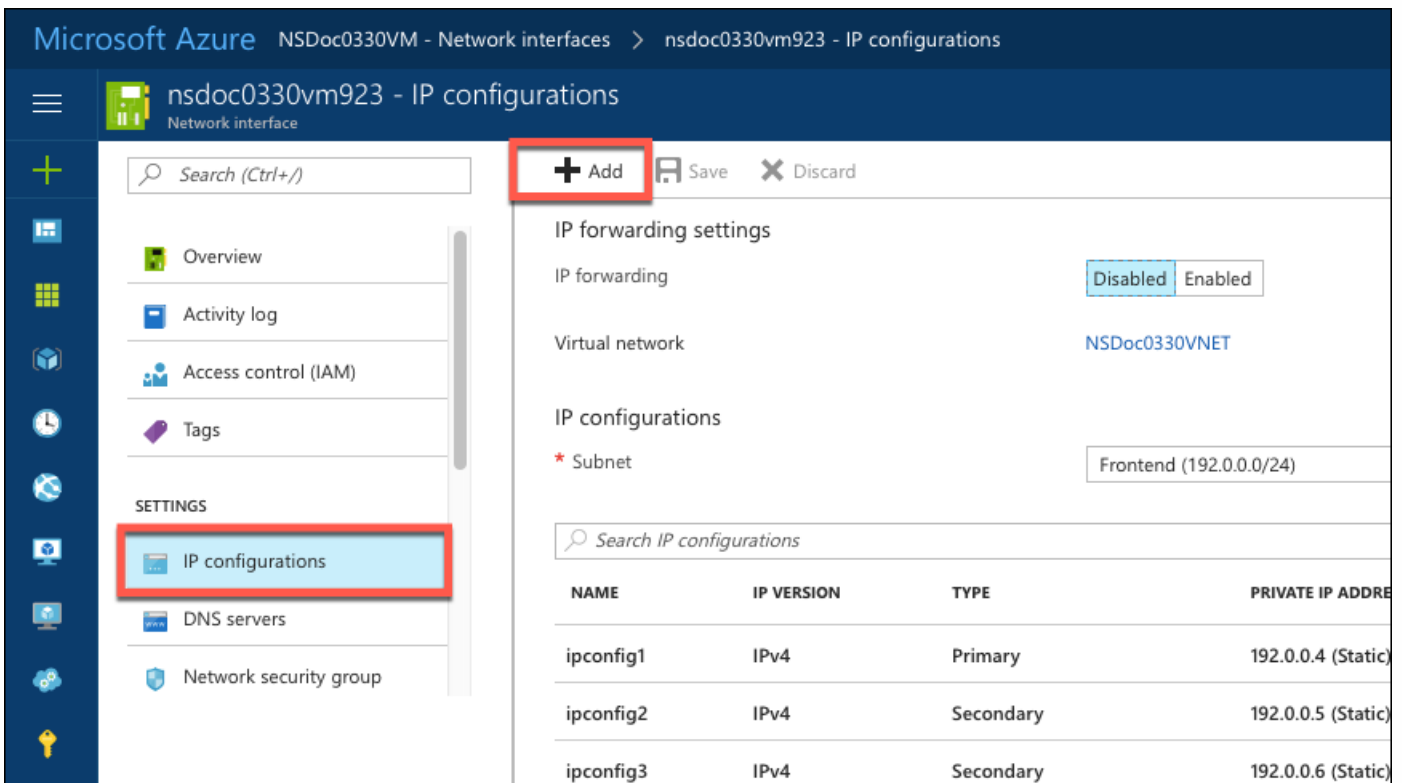 Microsoft Azure NSDoc0330VM - Network interfaces > nsdoc0330vm923 - IP configurations
nsdoc0330vm923 - IP configurations
Network interface
Search (Ctrl+/)
Overview
Activity log
Access control (IAM)
Tags
SETTINGS
IP configurations
DNS servers
Network security group
Add Save Discard
IP forwarding settings
IP forwarding Disabled Enabled
Virtual network NSDoc0330VNET
IP configurations
* Subnet Frontend (192.0.0.0/24)
Search IP configurations
NAME IP VERSION TYPE PRIVATE IP ADDRE
ipconfig1 IPv4 Primary 192.0.0.4 (Static)
ipconfig2 IPv4 Secondary 192.0.0.5 (Static)
ipconfig3 IPv4 Secondary 192.0.0.6 (Static)